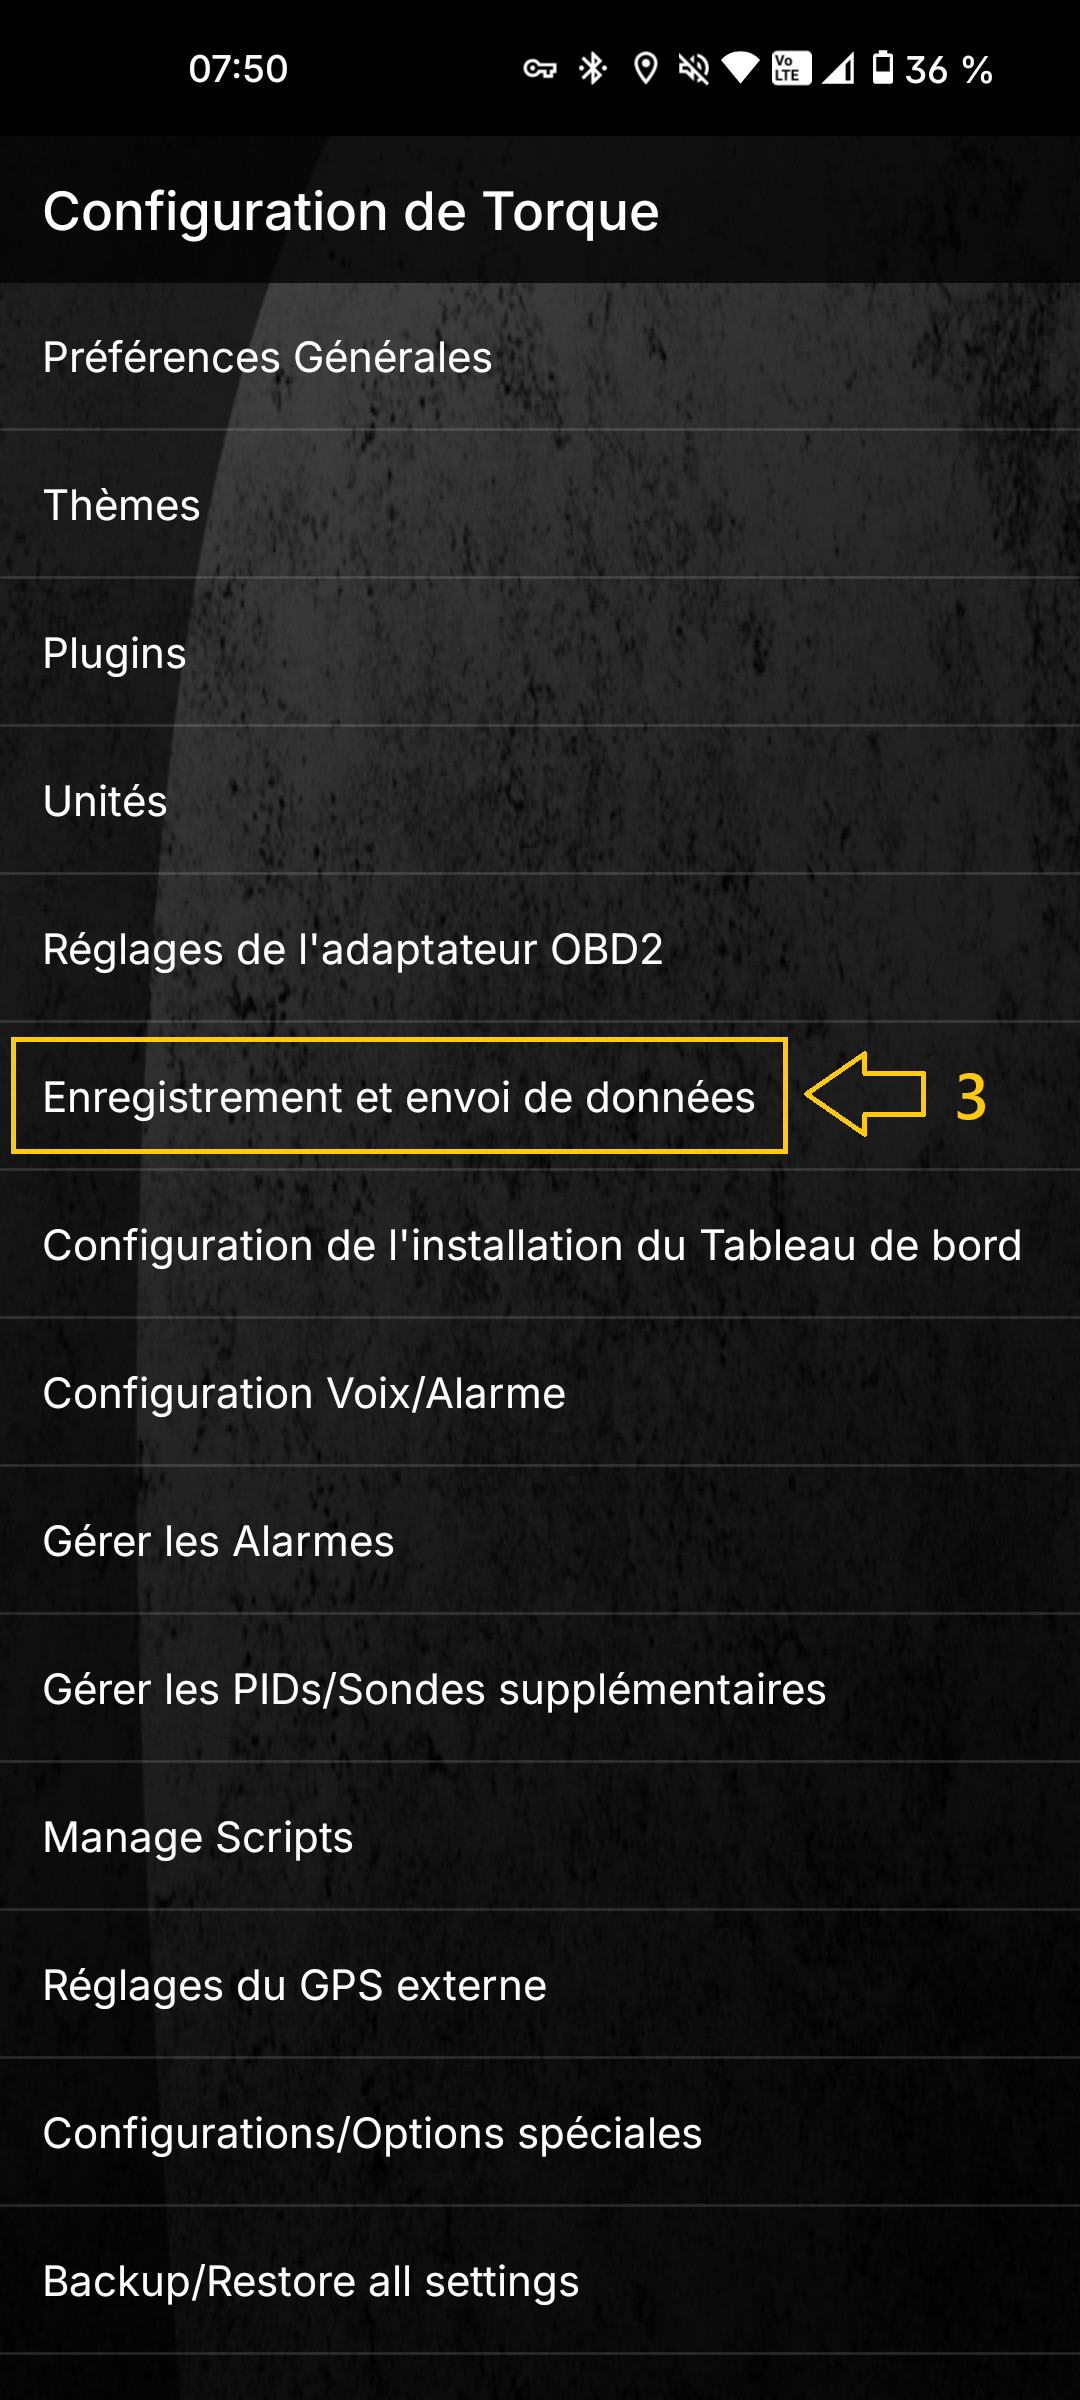 07:50 Vo LTE 36 %
Configuration de Torque
Préférences Générales
Thèmes
Plugins
Unités
Réglages de l'adaptateur OBD2
Enregistrement et envoi de données 3
Configuration de l'installation du Tableau de bord
Configuration Voix/Alarme
Gérer les Alarmes
Gérer les PIDs/Sondes supplémentaires
Manage Scripts
Réglages du GPS externe
Configurations/Options spéciales
Backup/Restore all settings